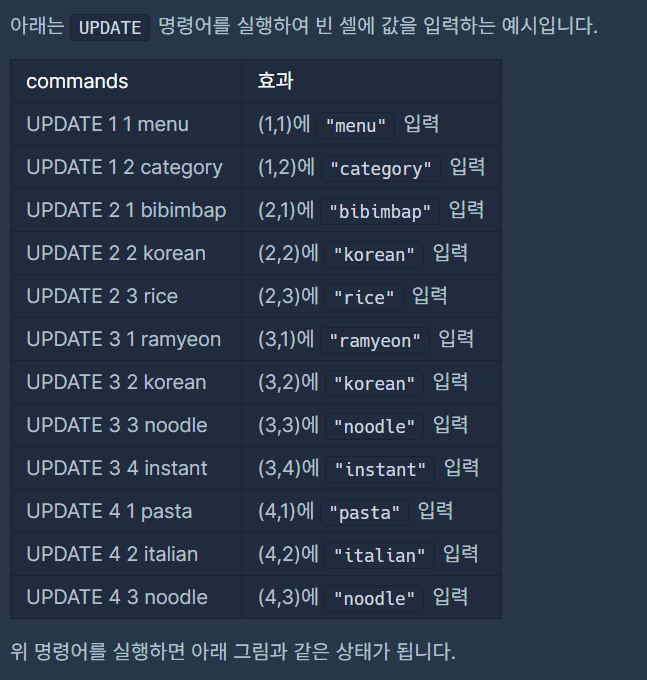 아래는 UPDATE 명령어를 실행하여 빈 셀에 값을 입력하는 예시입니다.
commands 효과
UPDATE 1 1 menu (1,1)에 "menu" 입력
UPDATE 1 2 category (1,2)에 "category" 입력
UPDATE 2 1 bibimbap (2,1)에 "bibimbap" 입력
UPDATE 2 2 korean (2,2)에 "korean" 입력
UPDATE 2 3 rice (2,3)에 "rice" 입력
UPDATE 3 1 ramyeon (3,1)에 "ramyeon" 입력
UPDATE 3 2 korean (3,2)에 "korean" 입력
UPDATE 3 3 noodle (3,3)에 "noodle" 입력
UPDATE 3 4 instant (3,4)에 "instant" 입력
UPDATE 4 1 pasta (4,1)에 "pasta" 입력
UPDATE 4 2 italian (4,2)에 "italian" 입력
UPDATE 4 3 noodle (4,3)에 "noodle" 입력
위 명령어를 실행하면 아래 그림과 같은 상태가 됩니다.